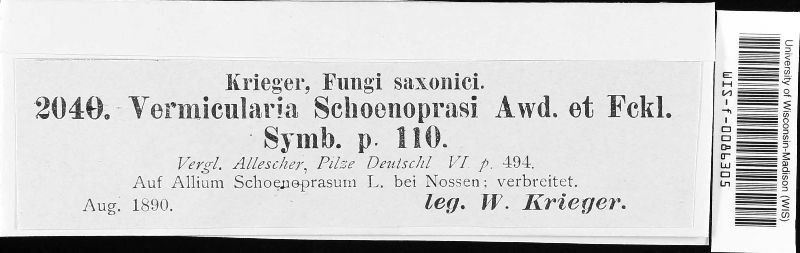 Krieger, Fungi saxonici.
2040. Vermicularia Schoenoprasi Awd. et Fckl.
Symb. p. 110.
Vergl. Allescher, Pilze Deutschl VI p. 494.
Auf Allium Schoenoprasum L. bei Nossen; verbreitet.
Aug. 1890. leg. W. Krieger.
WIS-f-0089305
University of Wisconsin-Madison (WIS)